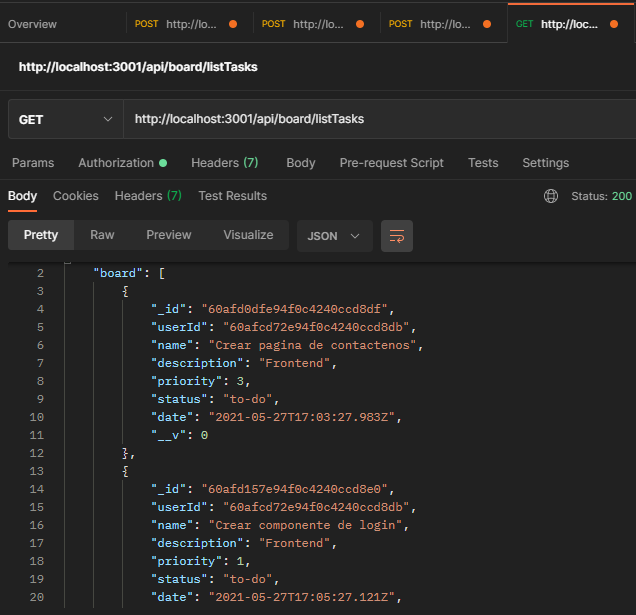 Overview POST http://lo... POST http://lo... POST http://lo... GET http://loc...
http://localhost:3001/api/board/listTasks
GET http://localhost:3001/api/board/listTasks
Params Authorization Headers (7) Body Pre-request Script Tests Settings
Body Cookies Headers (7) Test Results Status: 200
Pretty Raw Preview Visualize JSON
2 "board": [
3 {
4 "_id": "60afd0dfe94f0c4240ccd8df",
5 "userId": "60afcd72e94f0c4240ccd8db",
6 "name": "Crear pagina de contactenos",
7 "description": "Frontend",
8 "priority": 3,
9 "status": "to-do",
10 "date": "2021-05-27T17:03:27.983Z",
11 "__v": 0
12 },
13 {
14 "_id": "60afd157e94f0c4240ccd8e0",
15 "userId": "60afcd72e94f0c4240ccd8db",
16 "name": "Crear componente de login",
17 "description": "Frontend",
18 "priority": 1,
19 "status": "to-do",
20 "date": "2021-05-27T17:05:27.121Z",